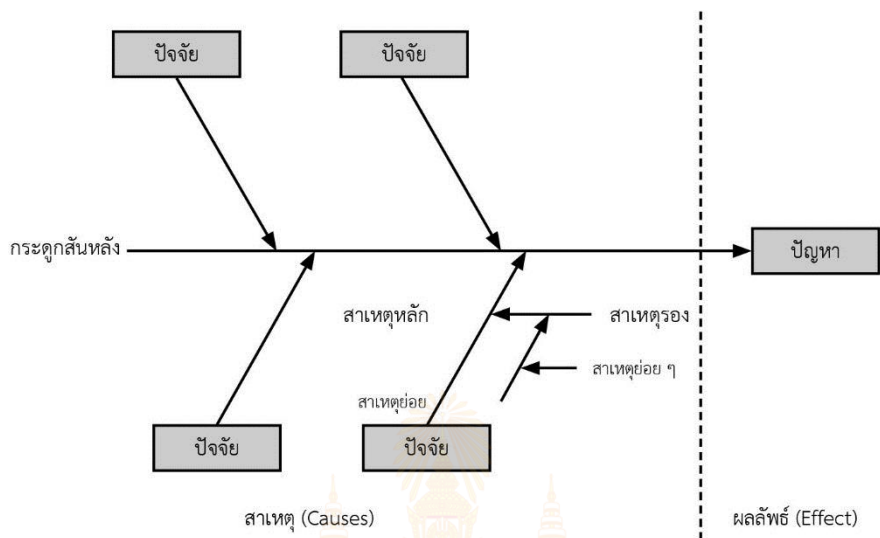 ปัจจัย
ปัจจัย
กระดูกสันหลัง
ปัญหา
สาเหตุหลัก
สาเหตุรอง
สาเหตุย่อย ๆ
สาเหตุย่อย
ปัจจัย
ปัจจัย
สาเหตุ (Causes)
ผลลัพธ์ (Effect)